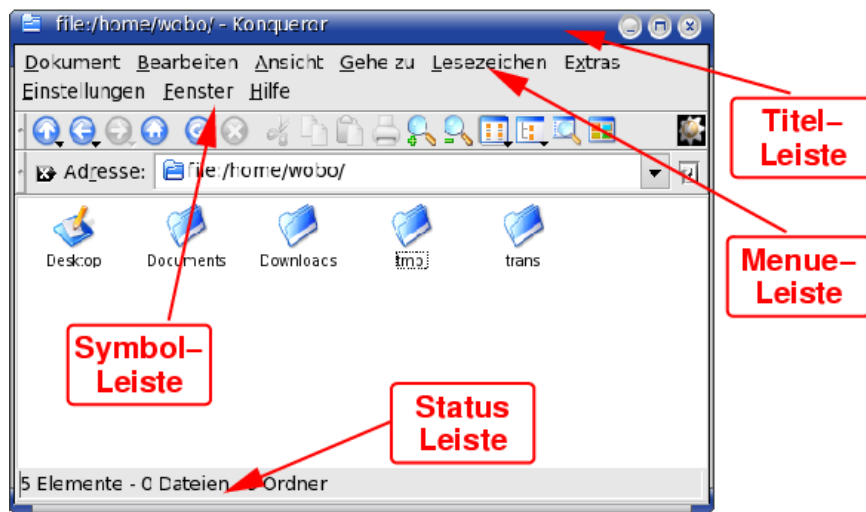 file:/home/wobo/ - Konqueror
Dokument Bearbeiten Ansicht Gehe zu Lesezeichen Extras
Einstellungen Fenster Hilfe
Titel–
Leiste
Adresse: file:/home/wobo/
Desktop Documents Downloads tmp trans
Menue–
Leiste
Symbol–
Leiste
Status
Leiste
5 Elemente - 0 Dateien - Ordner